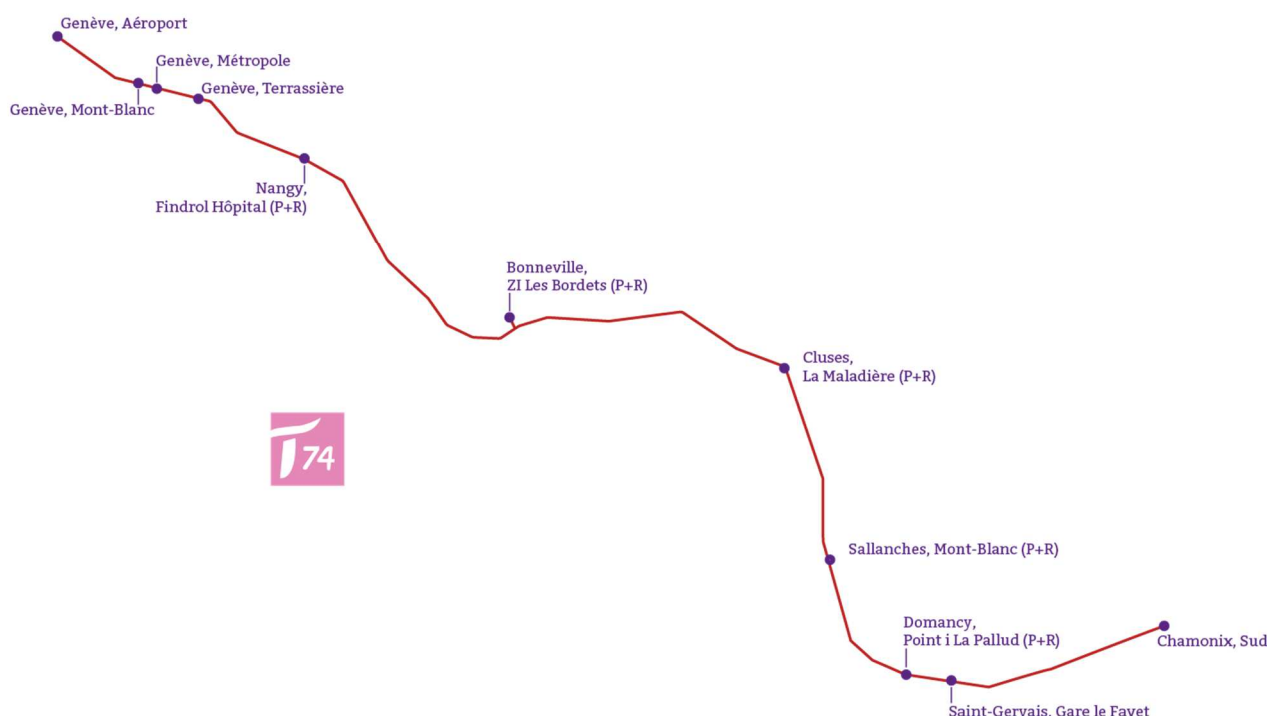 Genève, Aéroport
Genève, Métropole
Genève, Terrassière
Genève, Mont-Blanc
Nangy,
Findrol Hôpital (P+R)
Bonneville,
ZI Les Bordets (P+R)
Cluses,
La Maladière (P+R)
T 74
Sallanches, Mont-Blanc (P+R)
Domancy,
Point i La Pallud (P+R)
Chamonix, Sud
Saint-Gervais, Gare le Fayet